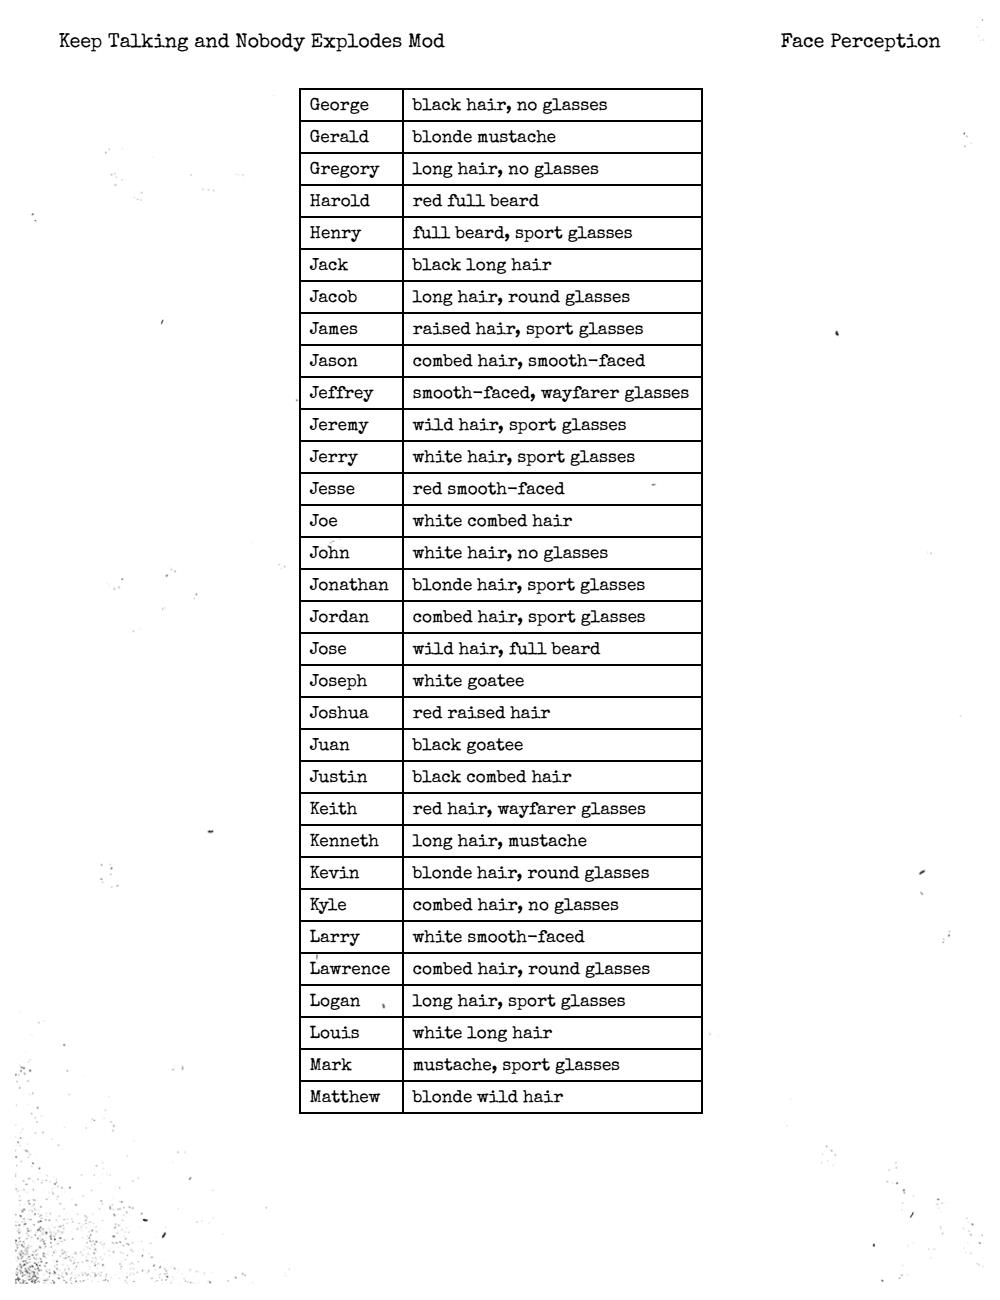 Keep Talking and Nobody Explodes Mod Face Perception
George black hair, no glasses
Gerald blonde mustache
Gregory long hair, no glasses
Harold red full beard
Henry full beard, sport glasses
Jack black long hair
Jacob long hair, round glasses
James raised hair, sport glasses
Jason combed hair, smooth-faced
Jeffrey smooth-faced, wayfarer glasses
Jeremy wild hair, sport glasses
Jerry white hair, sport glasses
Jesse red smooth-faced
Joe white combed hair
John white hair, no glasses
Jonathan blonde hair, sport glasses
Jordan combed hair, sport glasses
Jose wild hair, full beard
Joseph white goatee
Joshua red raised hair
Juan black goatee
Justin black combed hair
Keith red hair, wayfarer glasses
Kenneth long hair, mustache
Kevin blonde hair, round glasses
Kyle combed hair, no glasses
Larry white smooth-faced
Lawrence combed hair, round glasses
Logan long hair, sport glasses
Louis white long hair
Mark mustache, sport glasses
Matthew blonde wild hair